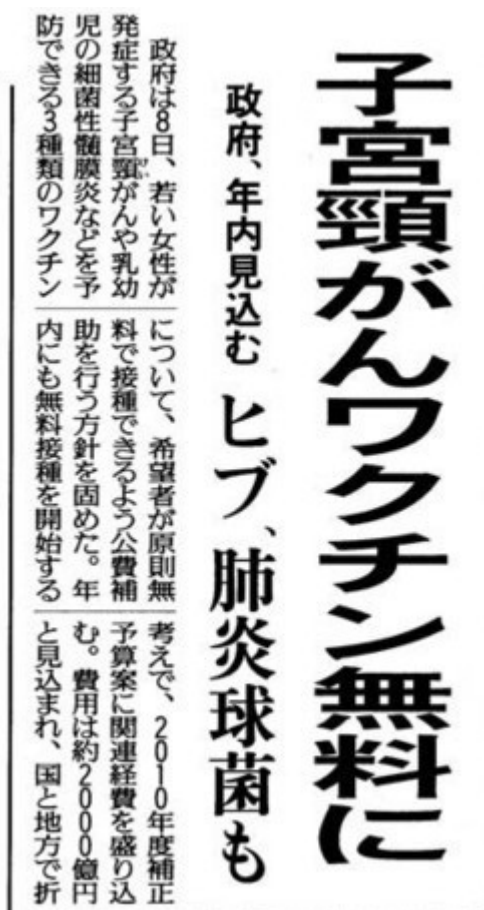 子宮頸がんワクチン無料に
政府、年内見込む
ヒブ、肺炎球菌も
政府は8日、若い女性が
発症する子宮頸けいがんや乳幼
児の細菌性髄膜炎などを予
防できる3種類のワクチン
について、希望者が原則無
料で接種できるよう公費補
助を行う方針を固めた。年
内にも無料接種を開始する
考えで、2010年度補正
予算案に関連経費を盛り込
む。費用は約2000億円
と見込まれ、国と地方で折